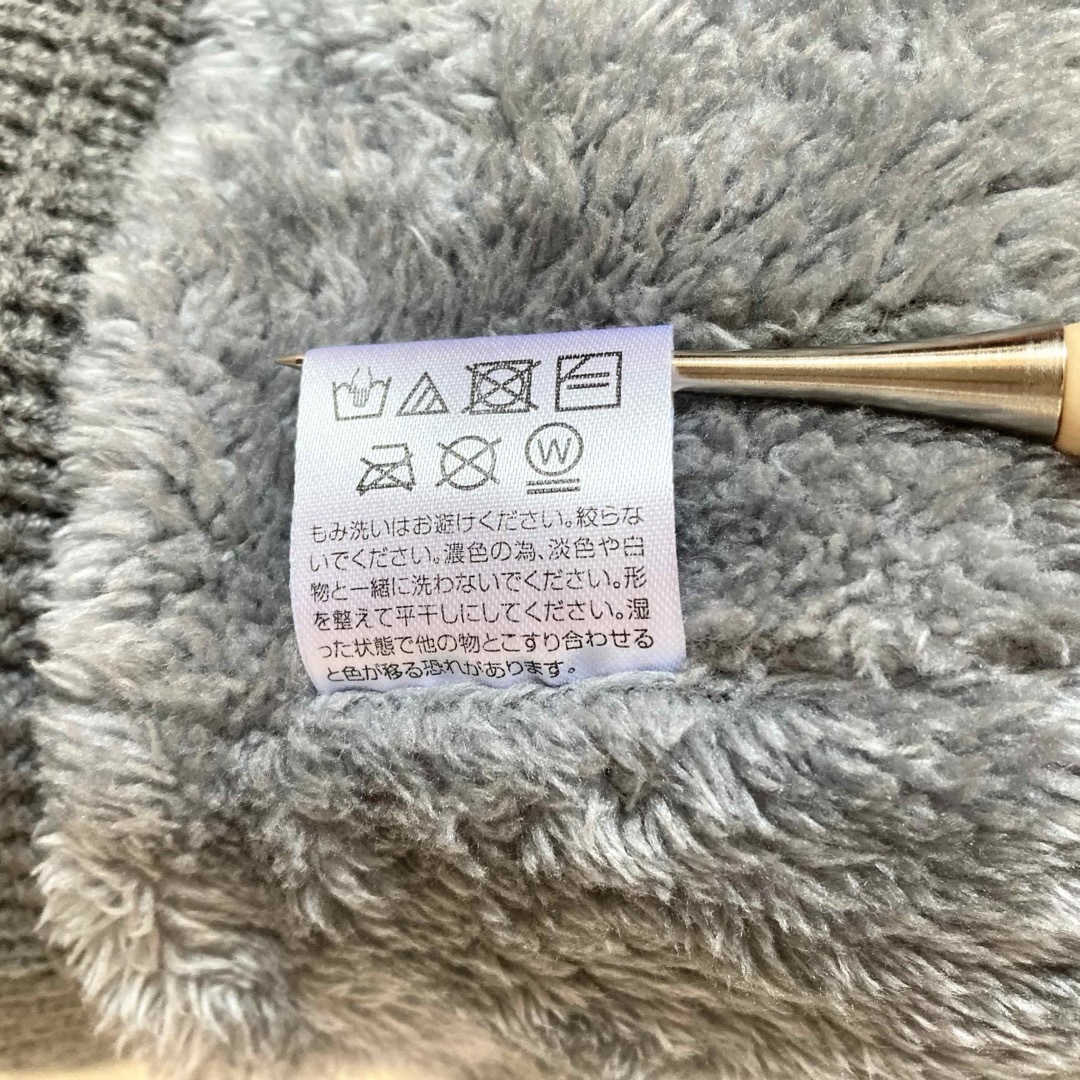 W
もみ洗いはお避けください。絞らな
いでください。濃色の為、淡色や白
物と一緒に洗わないでください。形
を整えて平干しにしてください。湿
った状態で他の物とこすり合わせる
と色が移る恐れがあります。